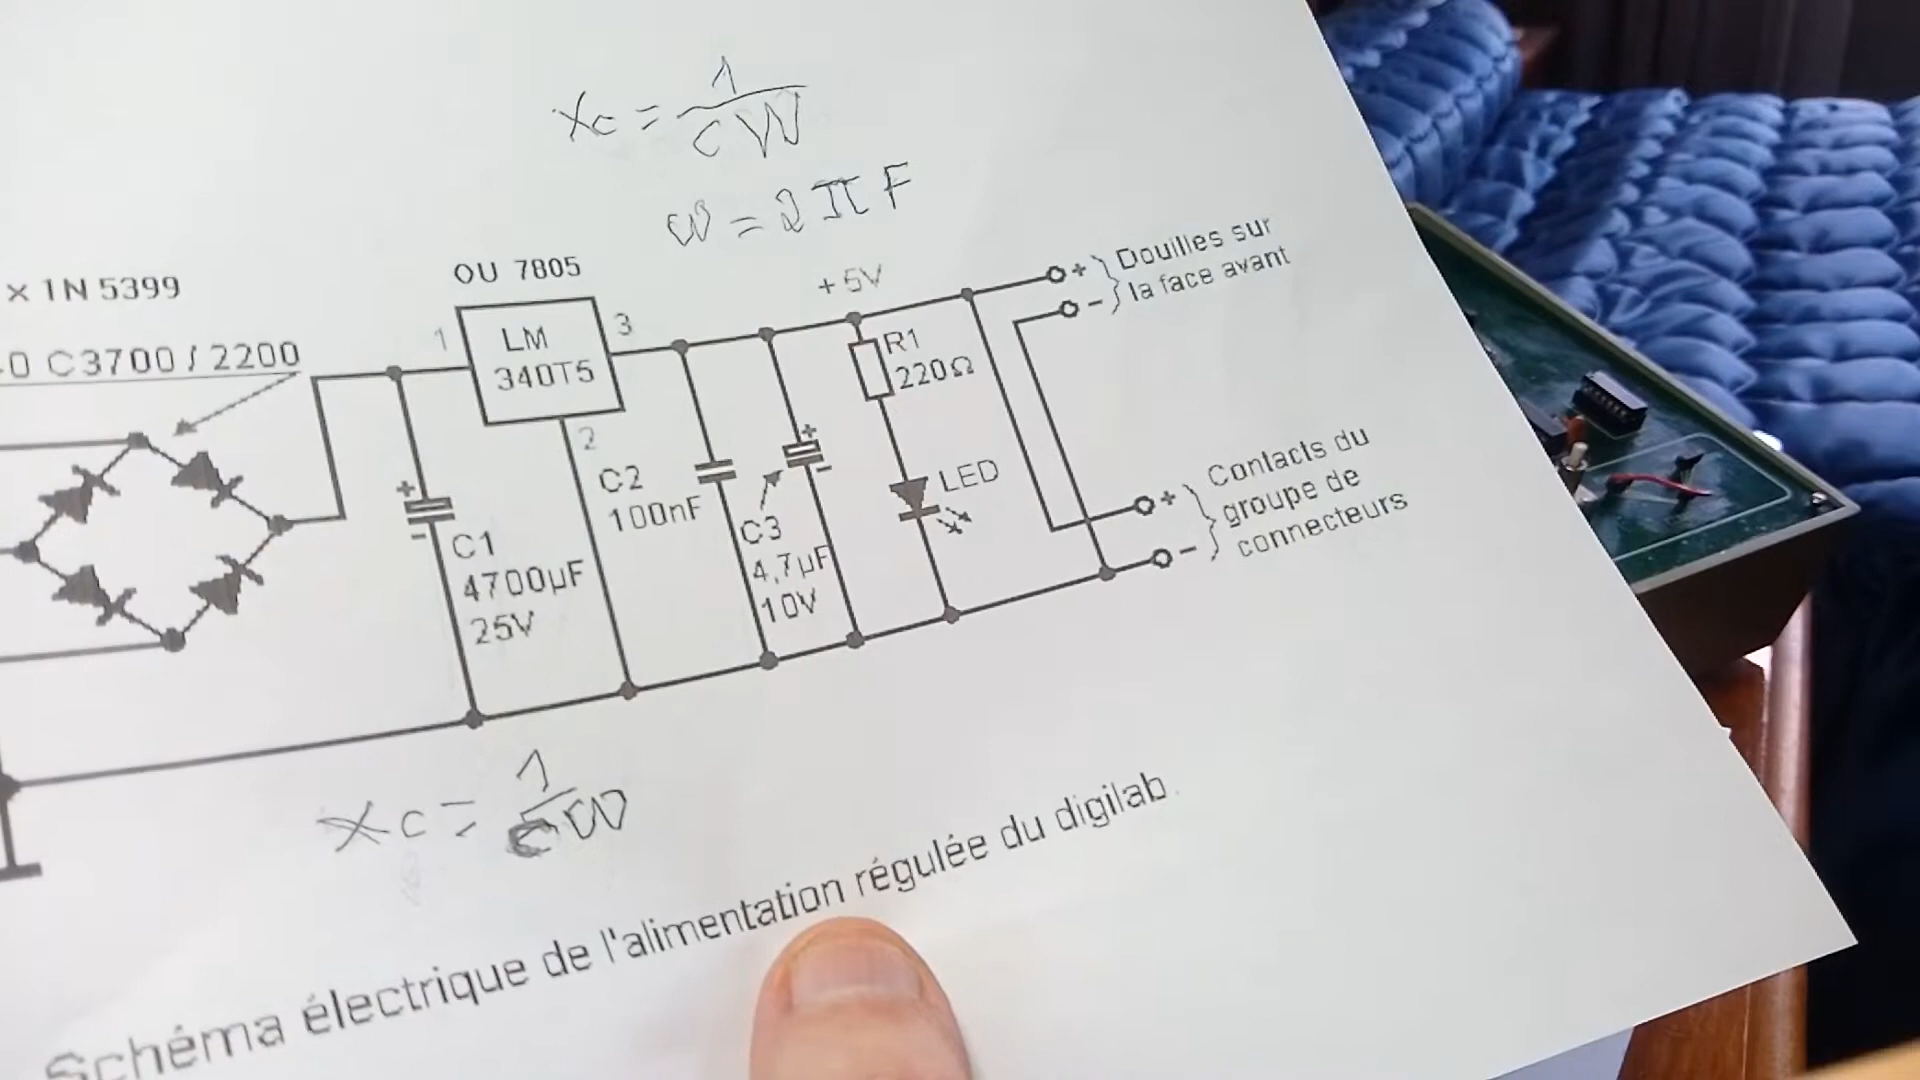 Xc = 1
CW
W = 2 π F
x 1N 5399
0 C3700 / 2200
OU 7805
1
LM
340T5
3
2
+5V
+
-
Douilles sur
la face avant
R1
220Ω
+
-
C1
4700µF
25V
C2
100nF
+
-
C3
4,7µF
10V
LED
+
-
Contacts du
groupe de
connecteurs
Xc = 1
CW
Schéma électrique de l'alimentation régulée du digilab.